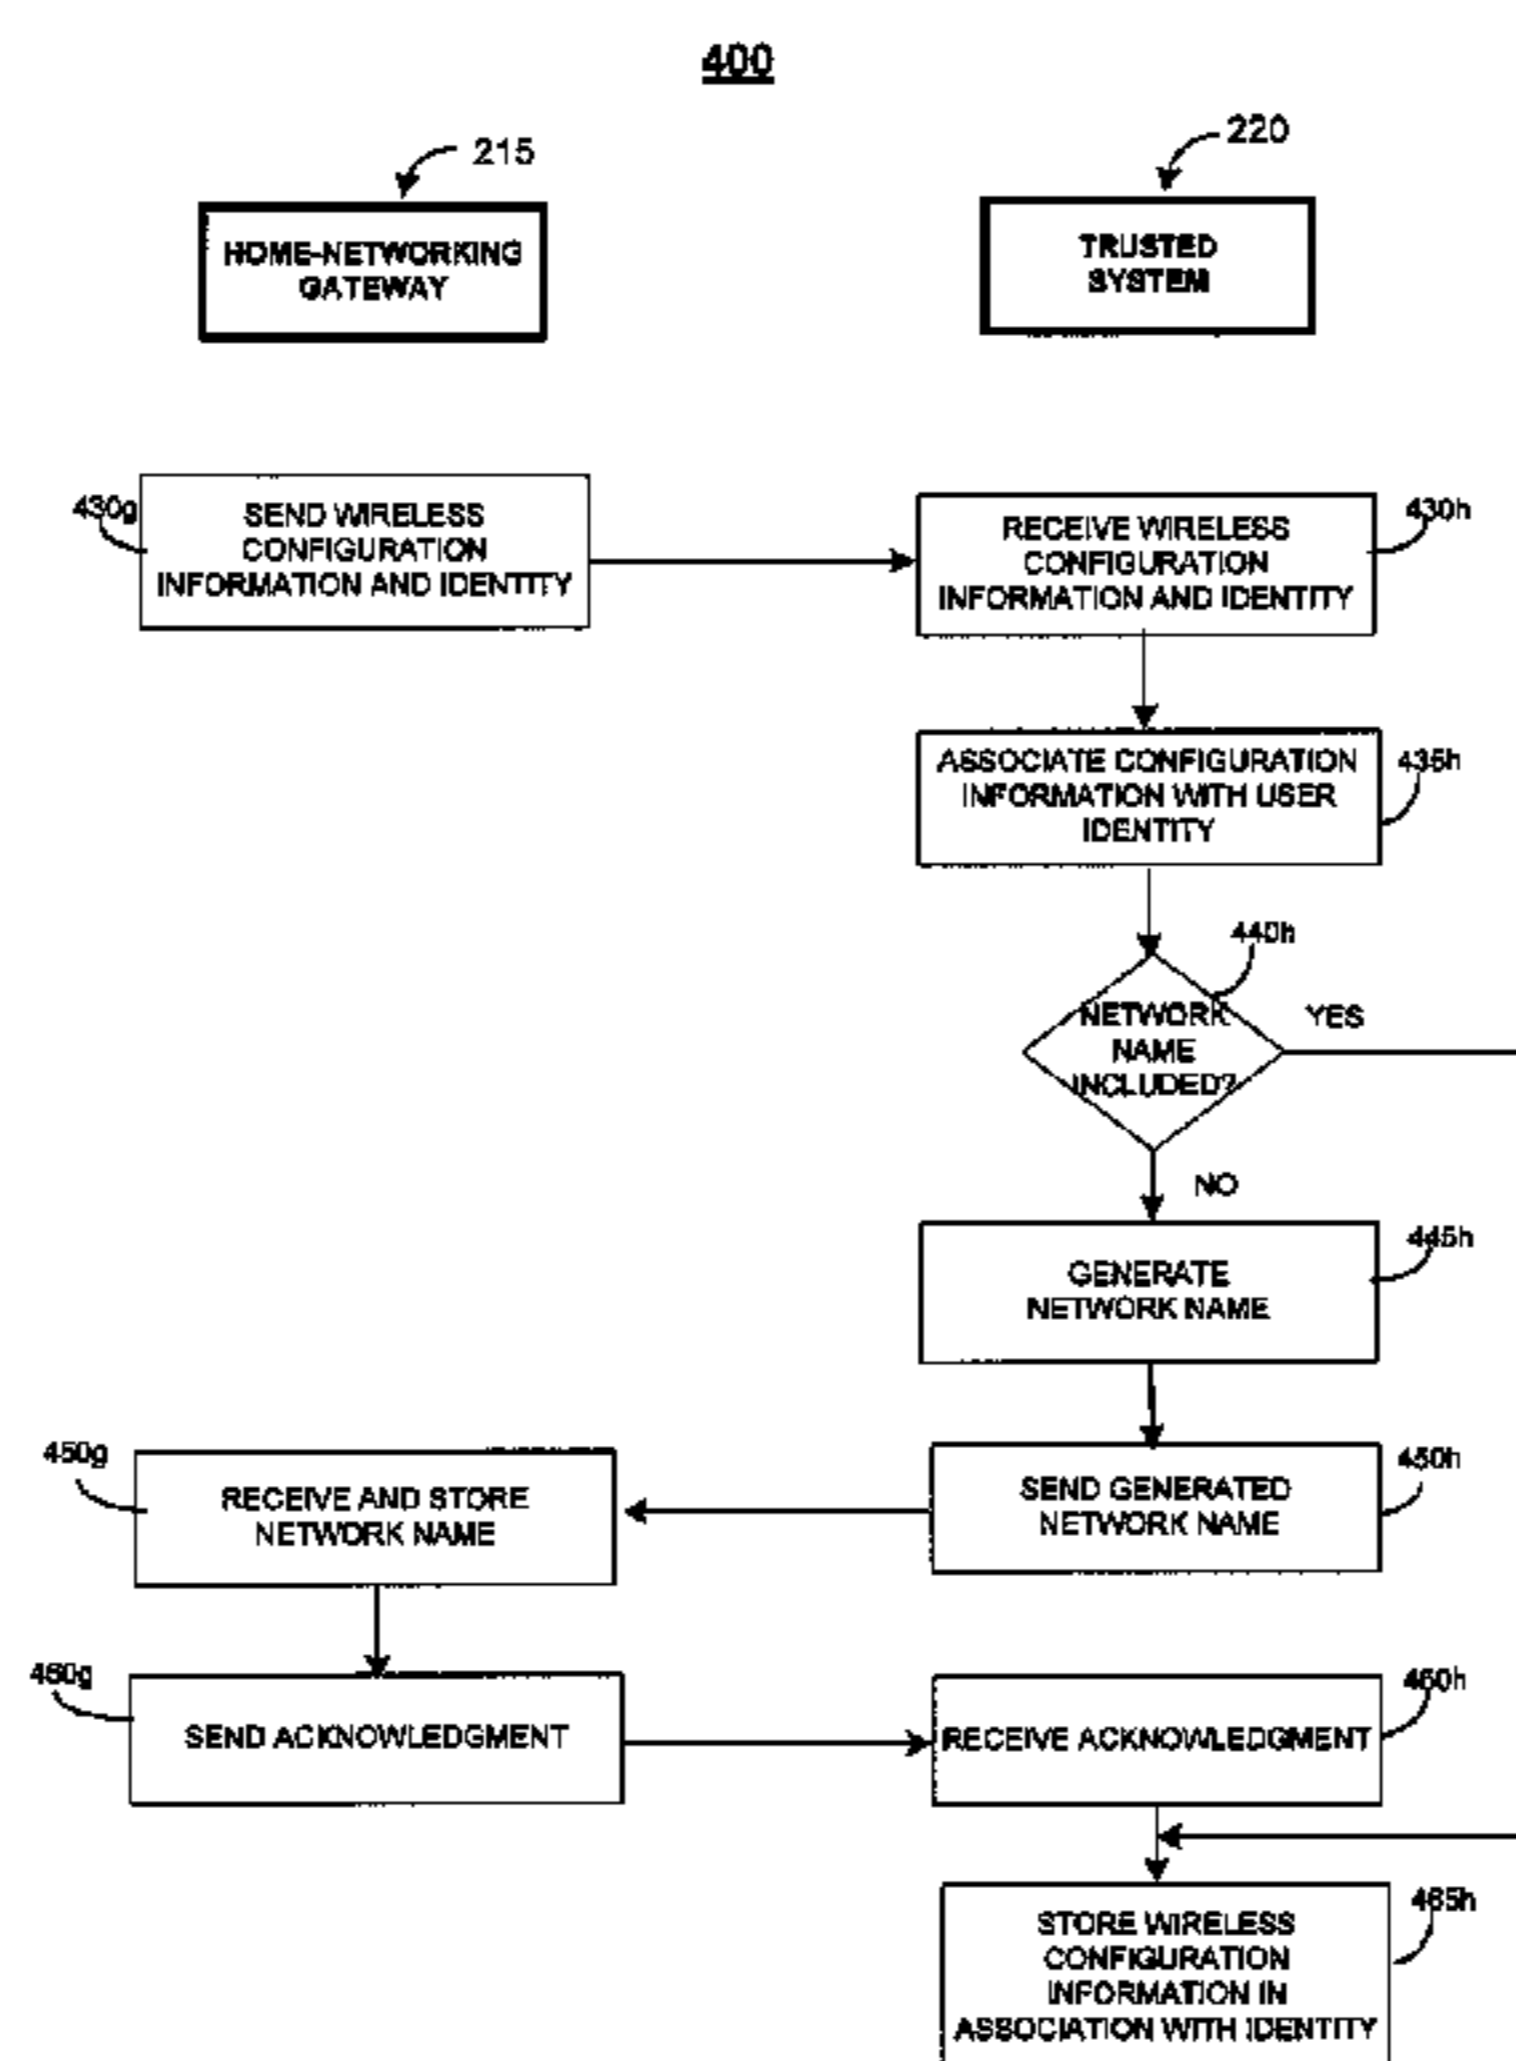 400
215
220
HOME-NETWORKING
GATEWAY
TRUSTED
SYSTEM
430g
SEND WIRELESS
CONFIGURATION
INFORMATION AND IDENTITY
430h
RECEIVE WIRELESS
CONFIGURATION
INFORMATION AND IDENTITY
435h
ASSOCIATE CONFIGURATION
INFORMATION WITH USER
IDENTITY
440h
NETWORK
NAME
INCLUDED?
YES
NO
445h
GENERATE
NETWORK NAME
450g
RECEIVE AND STORE
NETWORK NAME
450h
SEND GENERATED
NETWORK NAME
460g
SEND ACKNOWLEDGMENT
460h
RECEIVE ACKNOWLEDGMENT
465h
STORE WIRELESS
CONFIGURATION
INFORMATION IN
ASSOCIATION WITH IDENTITY